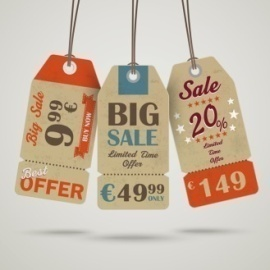 Big Sale
9 99 €
BUY NOW
Best
OFFER
BIG
SALE
Limited Time
Offer
€49 99
ONLY
Sale
20%
Limited Time
Offer
€ 149